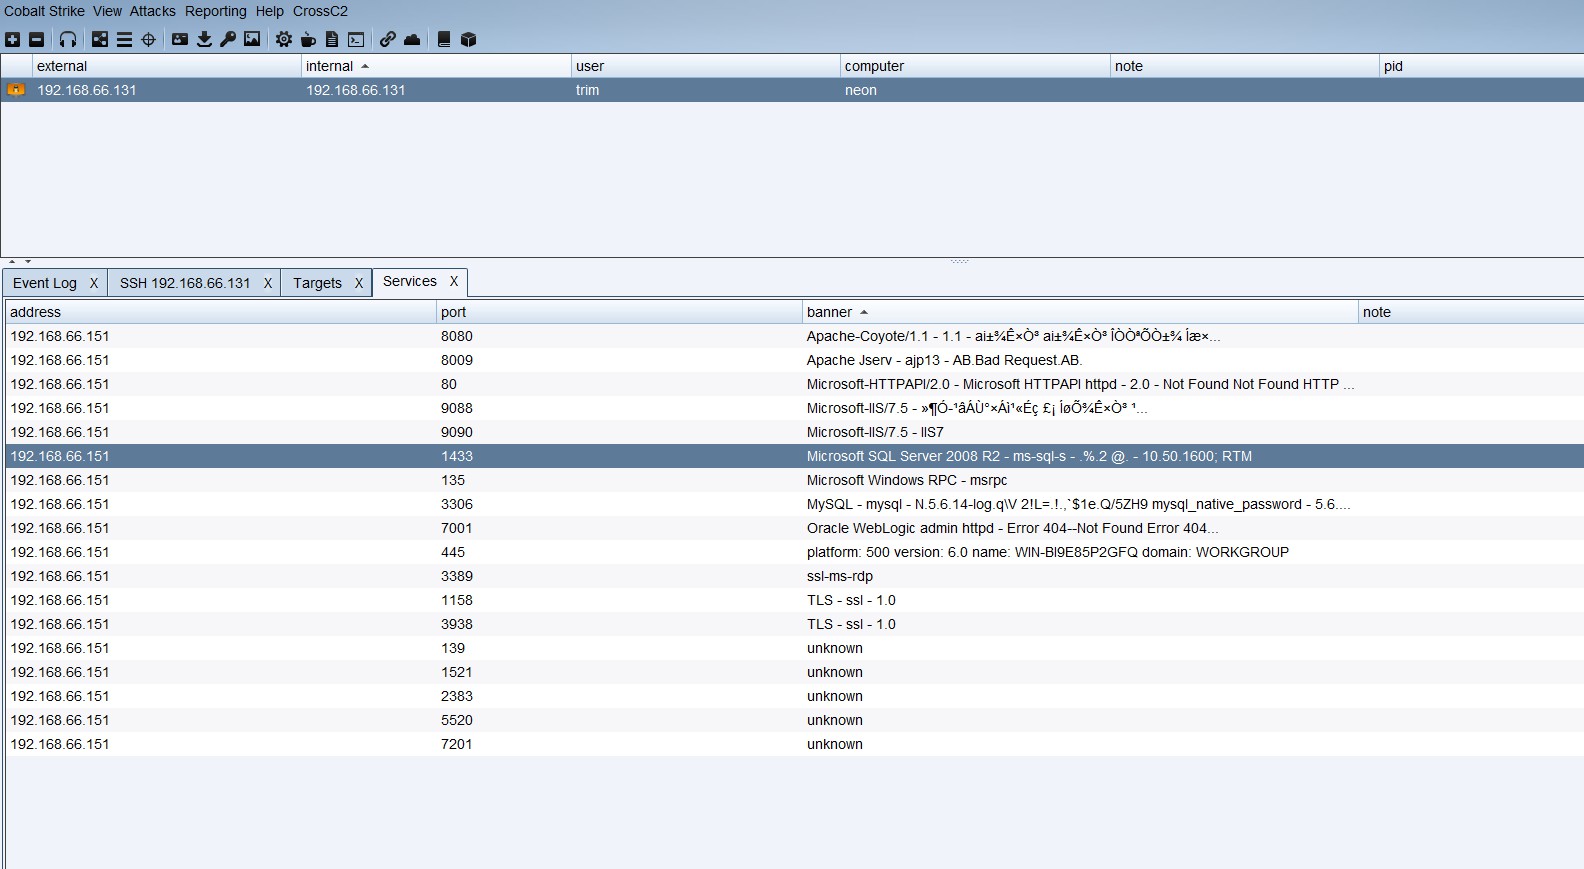 Cobalt Strike View Attacks Reporting Help CrossC2
external internal user computer note pid
192.168.66.131 192.168.66.131 trim neon
Event Log X SSH 192.168.66.131 X Targets X Services X
address port banner note
192.168.66.151 8080 Apache-Coyote/1.1 - 1.1 - ai±¾Ê×Ò³ ai±¾Ê×Ò³ ÎÒÒªÕÒ±¾ Íæ×...
192.168.66.151 8009 Apache Jserv - ajp13 - AB.Bad Request.AB.
192.168.66.151 80 Microsoft-HTTPAPI/2.0 - Microsoft HTTPAPI httpd - 2.0 - Not Found Not Found HTTP ...
192.168.66.151 9088 Microsoft-IIS/7.5 - »¶Ó-¹âÁÙ°×Áì¹«Éç £¡ ÍøÕ¾Ê×Ò³ ¹...
192.168.66.151 9090 Microsoft-IIS/7.5 - IIS7
192.168.66.151 1433 Microsoft SQL Server 2008 R2 - ms-sql-s - .%.2 @. - 10.50.1600; RTM
192.168.66.151 135 Microsoft Windows RPC - msrpc
192.168.66.151 3306 MySQL - mysql - N.5.6.14-log.q\V 2!L=.!.,`$1e.Q/5ZH9 mysql_native_password - 5.6....
192.168.66.151 7001 Oracle WebLogic admin httpd - Error 404--Not Found Error 404...
192.168.66.151 445 platform: 500 version: 6.0 name: WIN-BI9E85P2GFQ domain: WORKGROUP
192.168.66.151 3389 ssl-ms-rdp
192.168.66.151 1158 TLS - ssl - 1.0
192.168.66.151 3938 TLS - ssl - 1.0
192.168.66.151 139 unknown
192.168.66.151 1521 unknown
192.168.66.151 2383 unknown
192.168.66.151 5520 unknown
192.168.66.151 7201 unknown